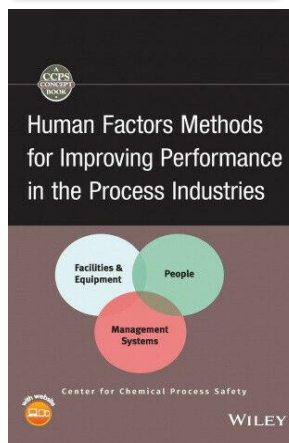 A
CCPS
CONCEPT
BOOK
Human Factors Methods
for Improving Performance
in the Process Industries
Facilities &
Equipment
People
Management
Systems
with website
Center for Chemical Process Safety
WILEY